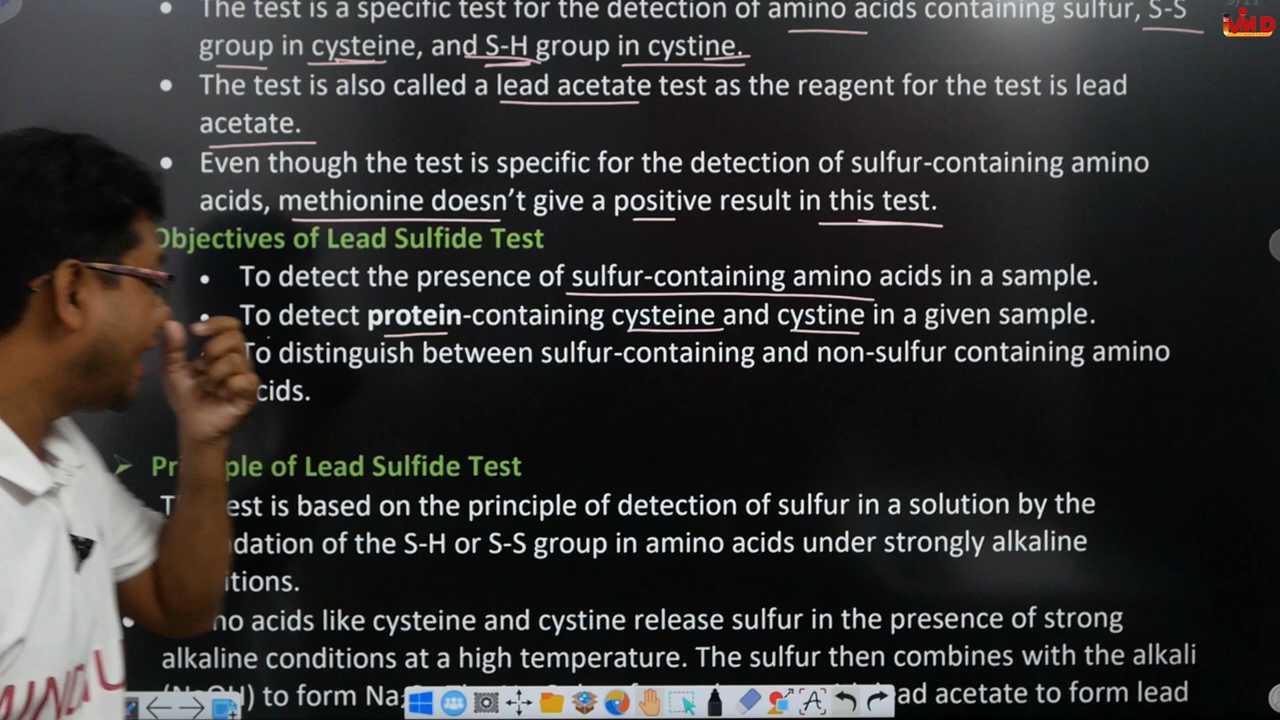 The test is a specific test for the detection of amino acids containing sulfur, S-S
group in cysteine, and S-H group in cystine.
The test is also called a lead acetate test as the reagent for the test is lead
acetate.
Even though the test is specific for the detection of sulfur-containing amino
acids, methionine doesn't give a positive result in this test.
Objectives of Lead Sulfide Test
To detect the presence of sulfur-containing amino acids in a sample.
To detect protein-containing cysteine and cystine in a given sample.
To distinguish between sulfur-containing and non-sulfur containing amino
cids.
Pr ple of Lead Sulfide Test
T est is based on the principle of detection of sulfur in a solution by the
dation of the S-H or S-S group in amino acids under strongly alkaline
itions.
no acids like cysteine and cystine release sulfur in the presence of strong
alkaline conditions at a high temperature. The sulfur then combines with the alkali
(NaOH) to form Na₂ ad acetate to form lead